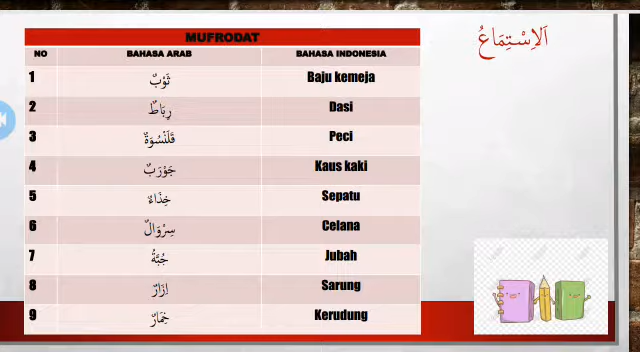 MUFRODAT
اَلاِسْتِمَاعُ
NO BAHASA ARAB BAHASA INDONESIA
1 ثَوْبٌ Baju kemeja
2 رِبَاطٌ Dasi
3 قَلَنْسُوَةٌ Peci
4 جَوْرَبٌ Kaus kaki
5 حِذَاءٌ Sepatu
6 سِرْوَالٌ Celana
7 جُبَّةٌ Jubah
8 اِزَارٌ Sarung
9 خِمَارٌ Kerudung